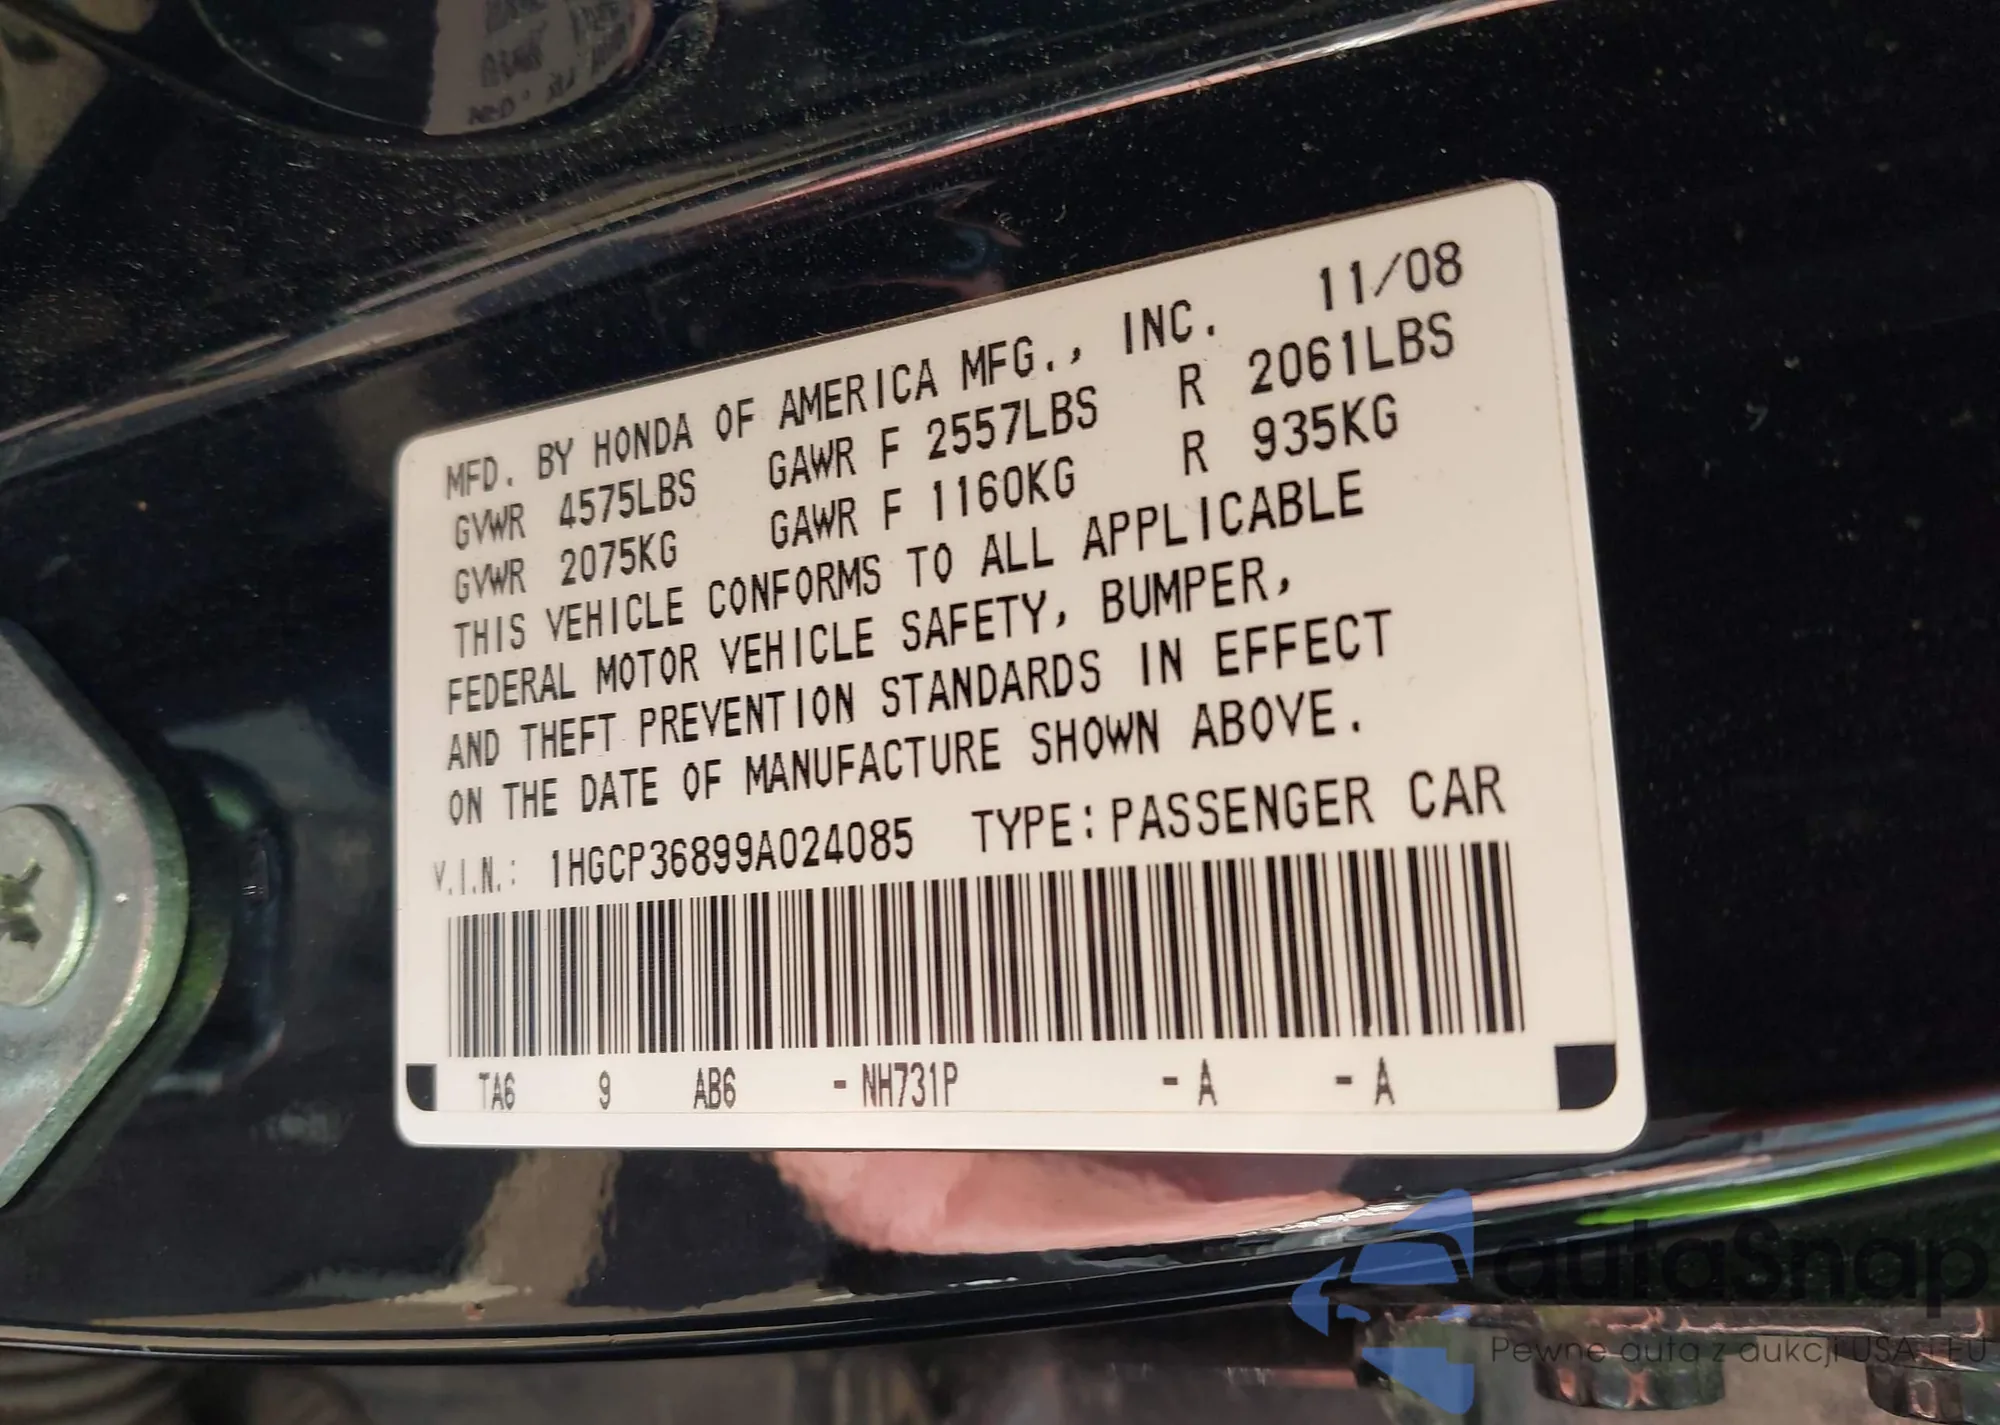 MFD. BY HONDA OF AMERICA MFG., INC. 11/08
GVWR 4575LBS GAWR F 2557LBS R 2061LBS
GVWR 2075KG GAWR F 1160KG R 935KG
THIS VEHICLE CONFORMS TO ALL APPLICABLE
FEDERAL MOTOR VEHICLE SAFETY, BUMPER,
AND THEFT PREVENTION STANDARDS IN EFFECT
ON THE DATE OF MANUFACTURE SHOWN ABOVE.
V.I.N.: 1HGCP36899A024085 TYPE: PASSENGER CAR
TA6 9 AB6 - NH731P - A - A
autaSnap
Pewne auta z aukcji USA i EU